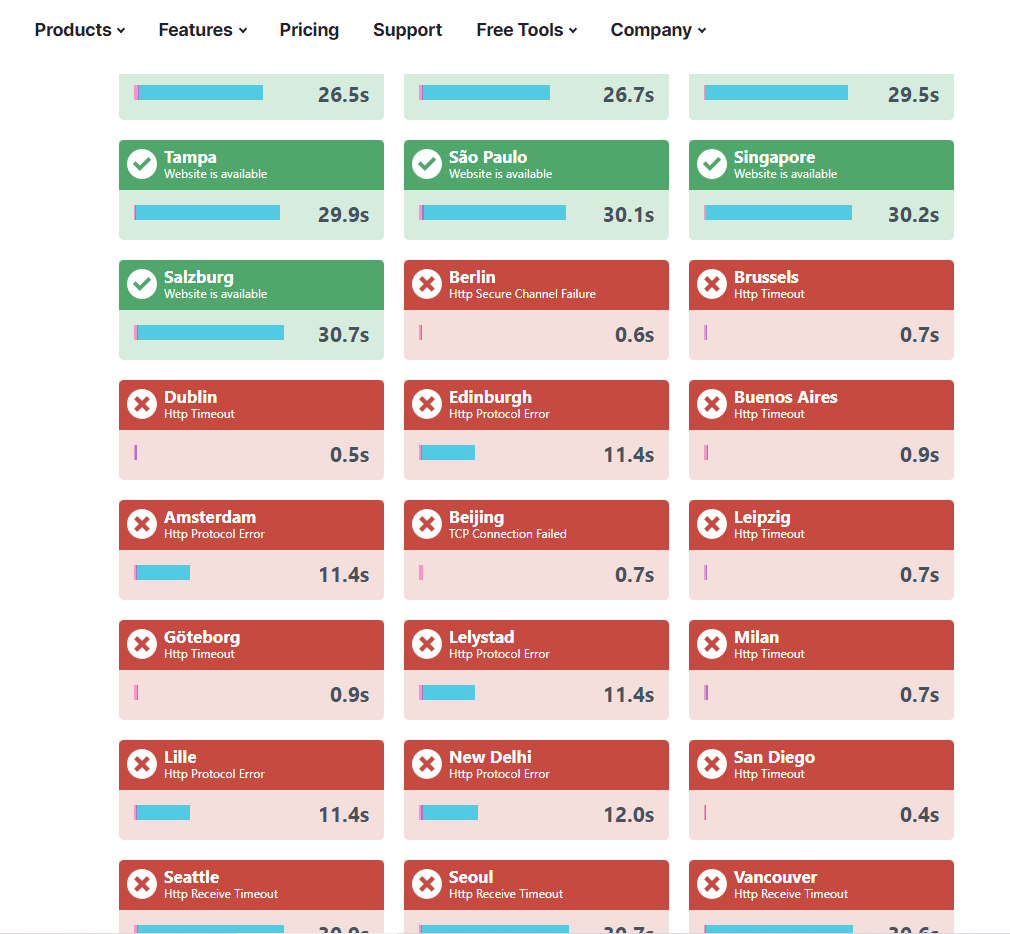 Products Features Pricing Support Free Tools Company
26.5s 26.7s 29.5s
Tampa
Website is available
29.9s
São Paulo
Website is available
30.1s
Singapore
Website is available
30.2s
Salzburg
Website is available
30.7s
Berlin
Http Secure Channel Failure
0.6s
Brussels
Http Timeout
0.7s
Dublin
Http Timeout
0.5s
Edinburgh
Http Protocol Error
11.4s
Buenos Aires
Http Timeout
0.9s
Amsterdam
Http Protocol Error
11.4s
Beijing
TCP Connection Failed
0.7s
Leipzig
Http Timeout
0.7s
Göteborg
Http Timeout
0.9s
Lelystad
Http Protocol Error
11.4s
Milan
Http Timeout
0.7s
Lille
Http Protocol Error
11.4s
New Delhi
Http Protocol Error
12.0s
San Diego
Http Timeout
0.4s
Seattle
Http Receive Timeout
Seoul
Http Receive Timeout
Vancouver
Http Receive Timeout